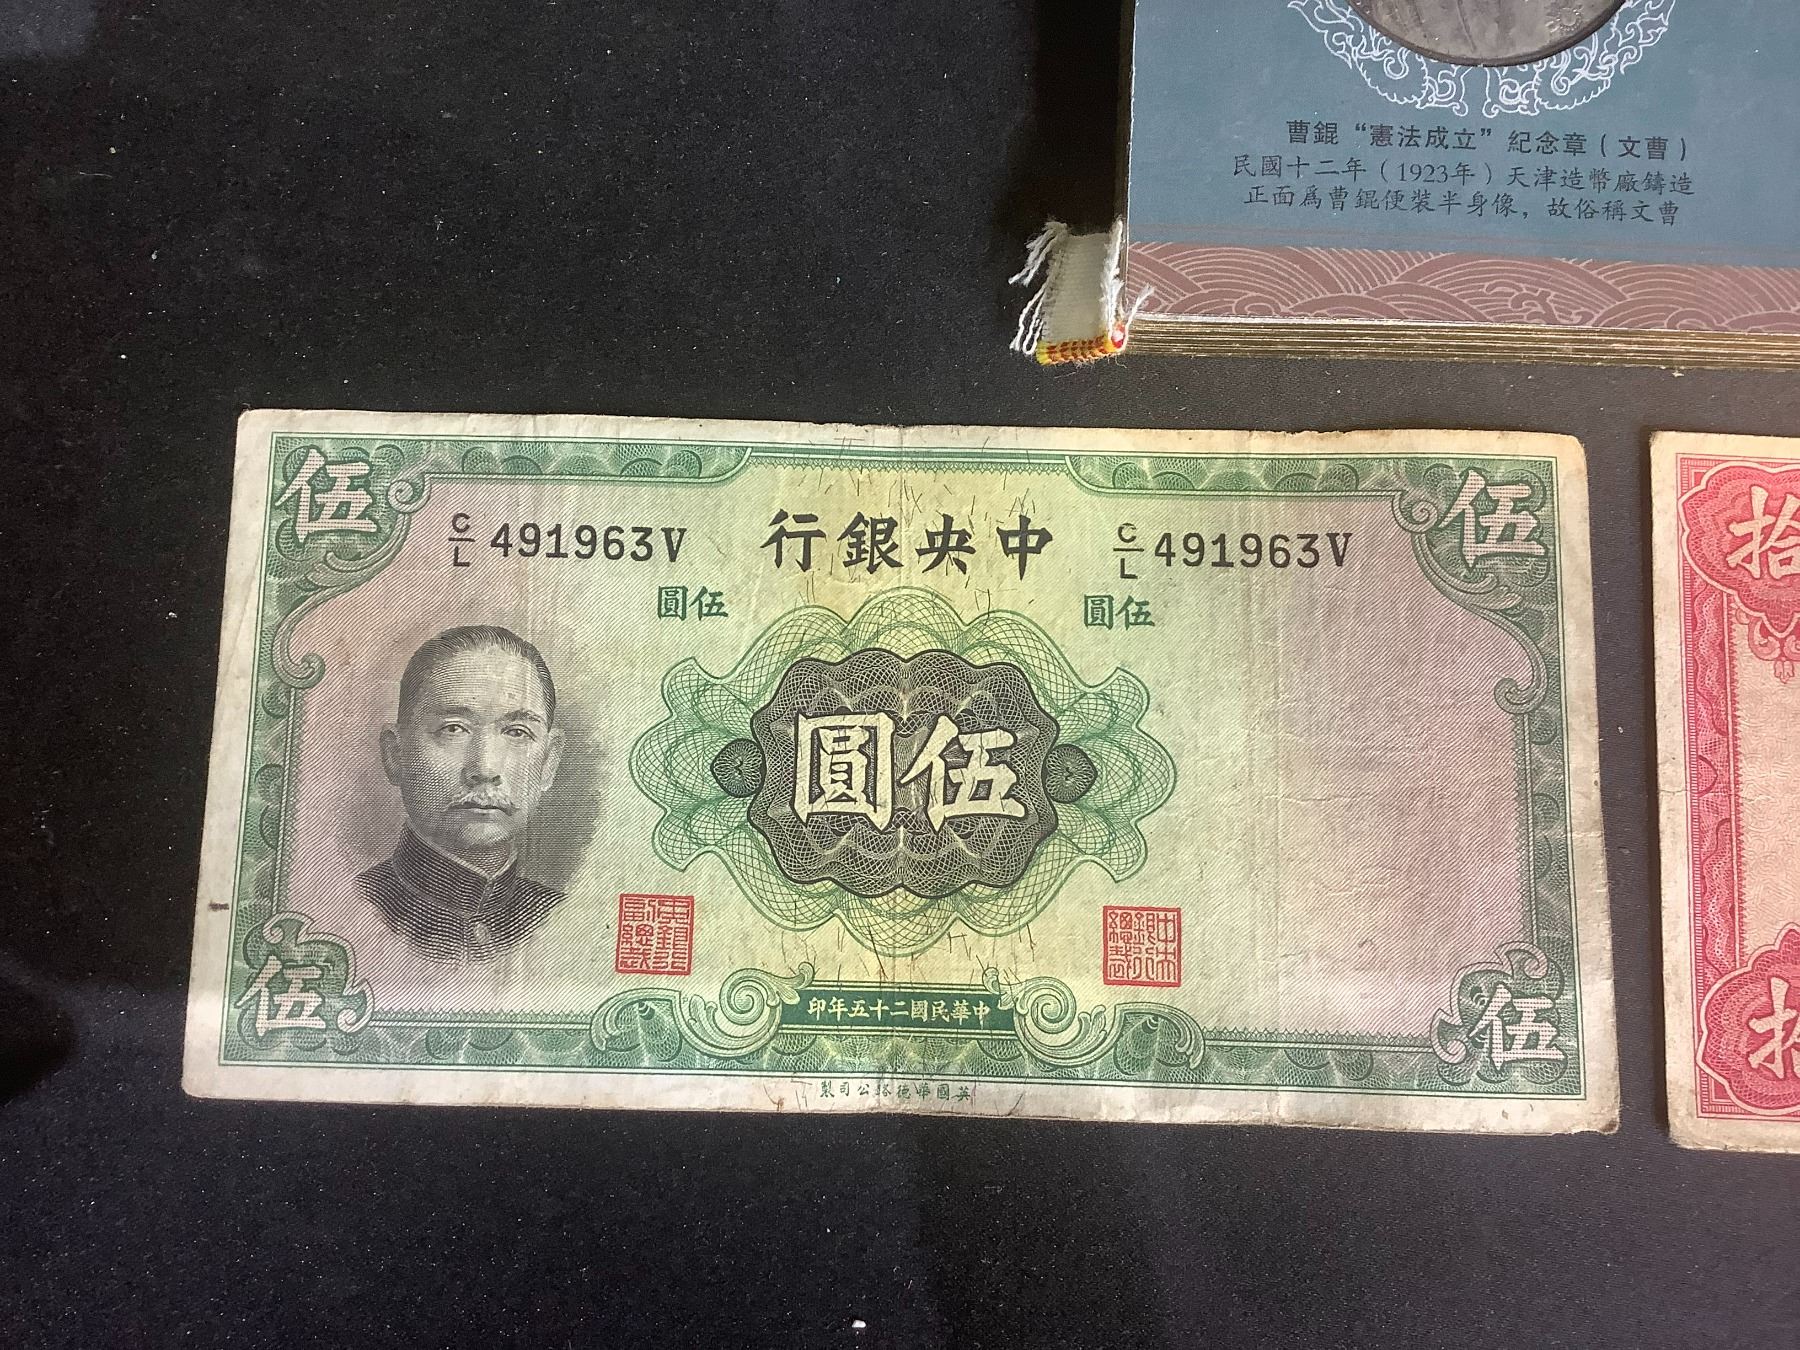 曹錕“憲法成立”紀念章(文曹)
民國十二年(1923年)天津造幣廠鑄造
正面爲曹錕便裝半身像，故俗稱文曹
伍
伍
C/L 491963V
行銀央中
C/L 491963V
圓伍
圓伍
圓伍
伍
伍
印年五十二國民華中
製司公路德華國英
拾
拾